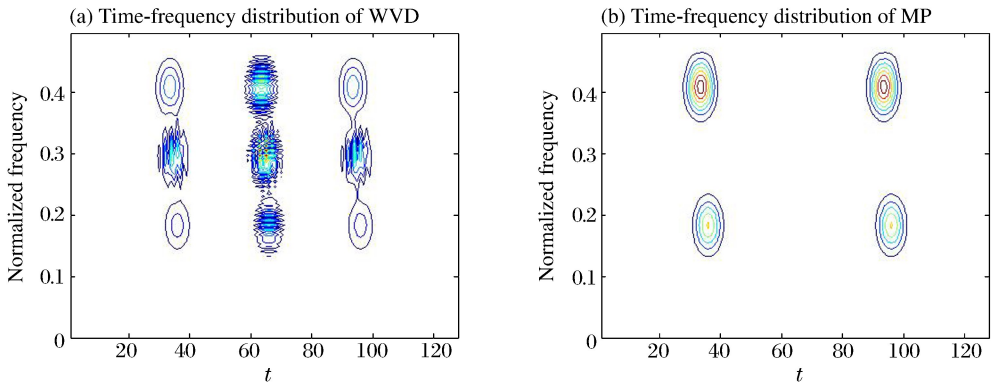 (a) Time-frequency distribution of WVD
(b) Time-frequency distribution of MP
Normalized frequency
0.4
0.3
0.2
0.1
0
20 40 60 80 100 120
t
Normalized frequency
0.4
0.3
0.2
0.1
0
20 40 60 80 100 120
t